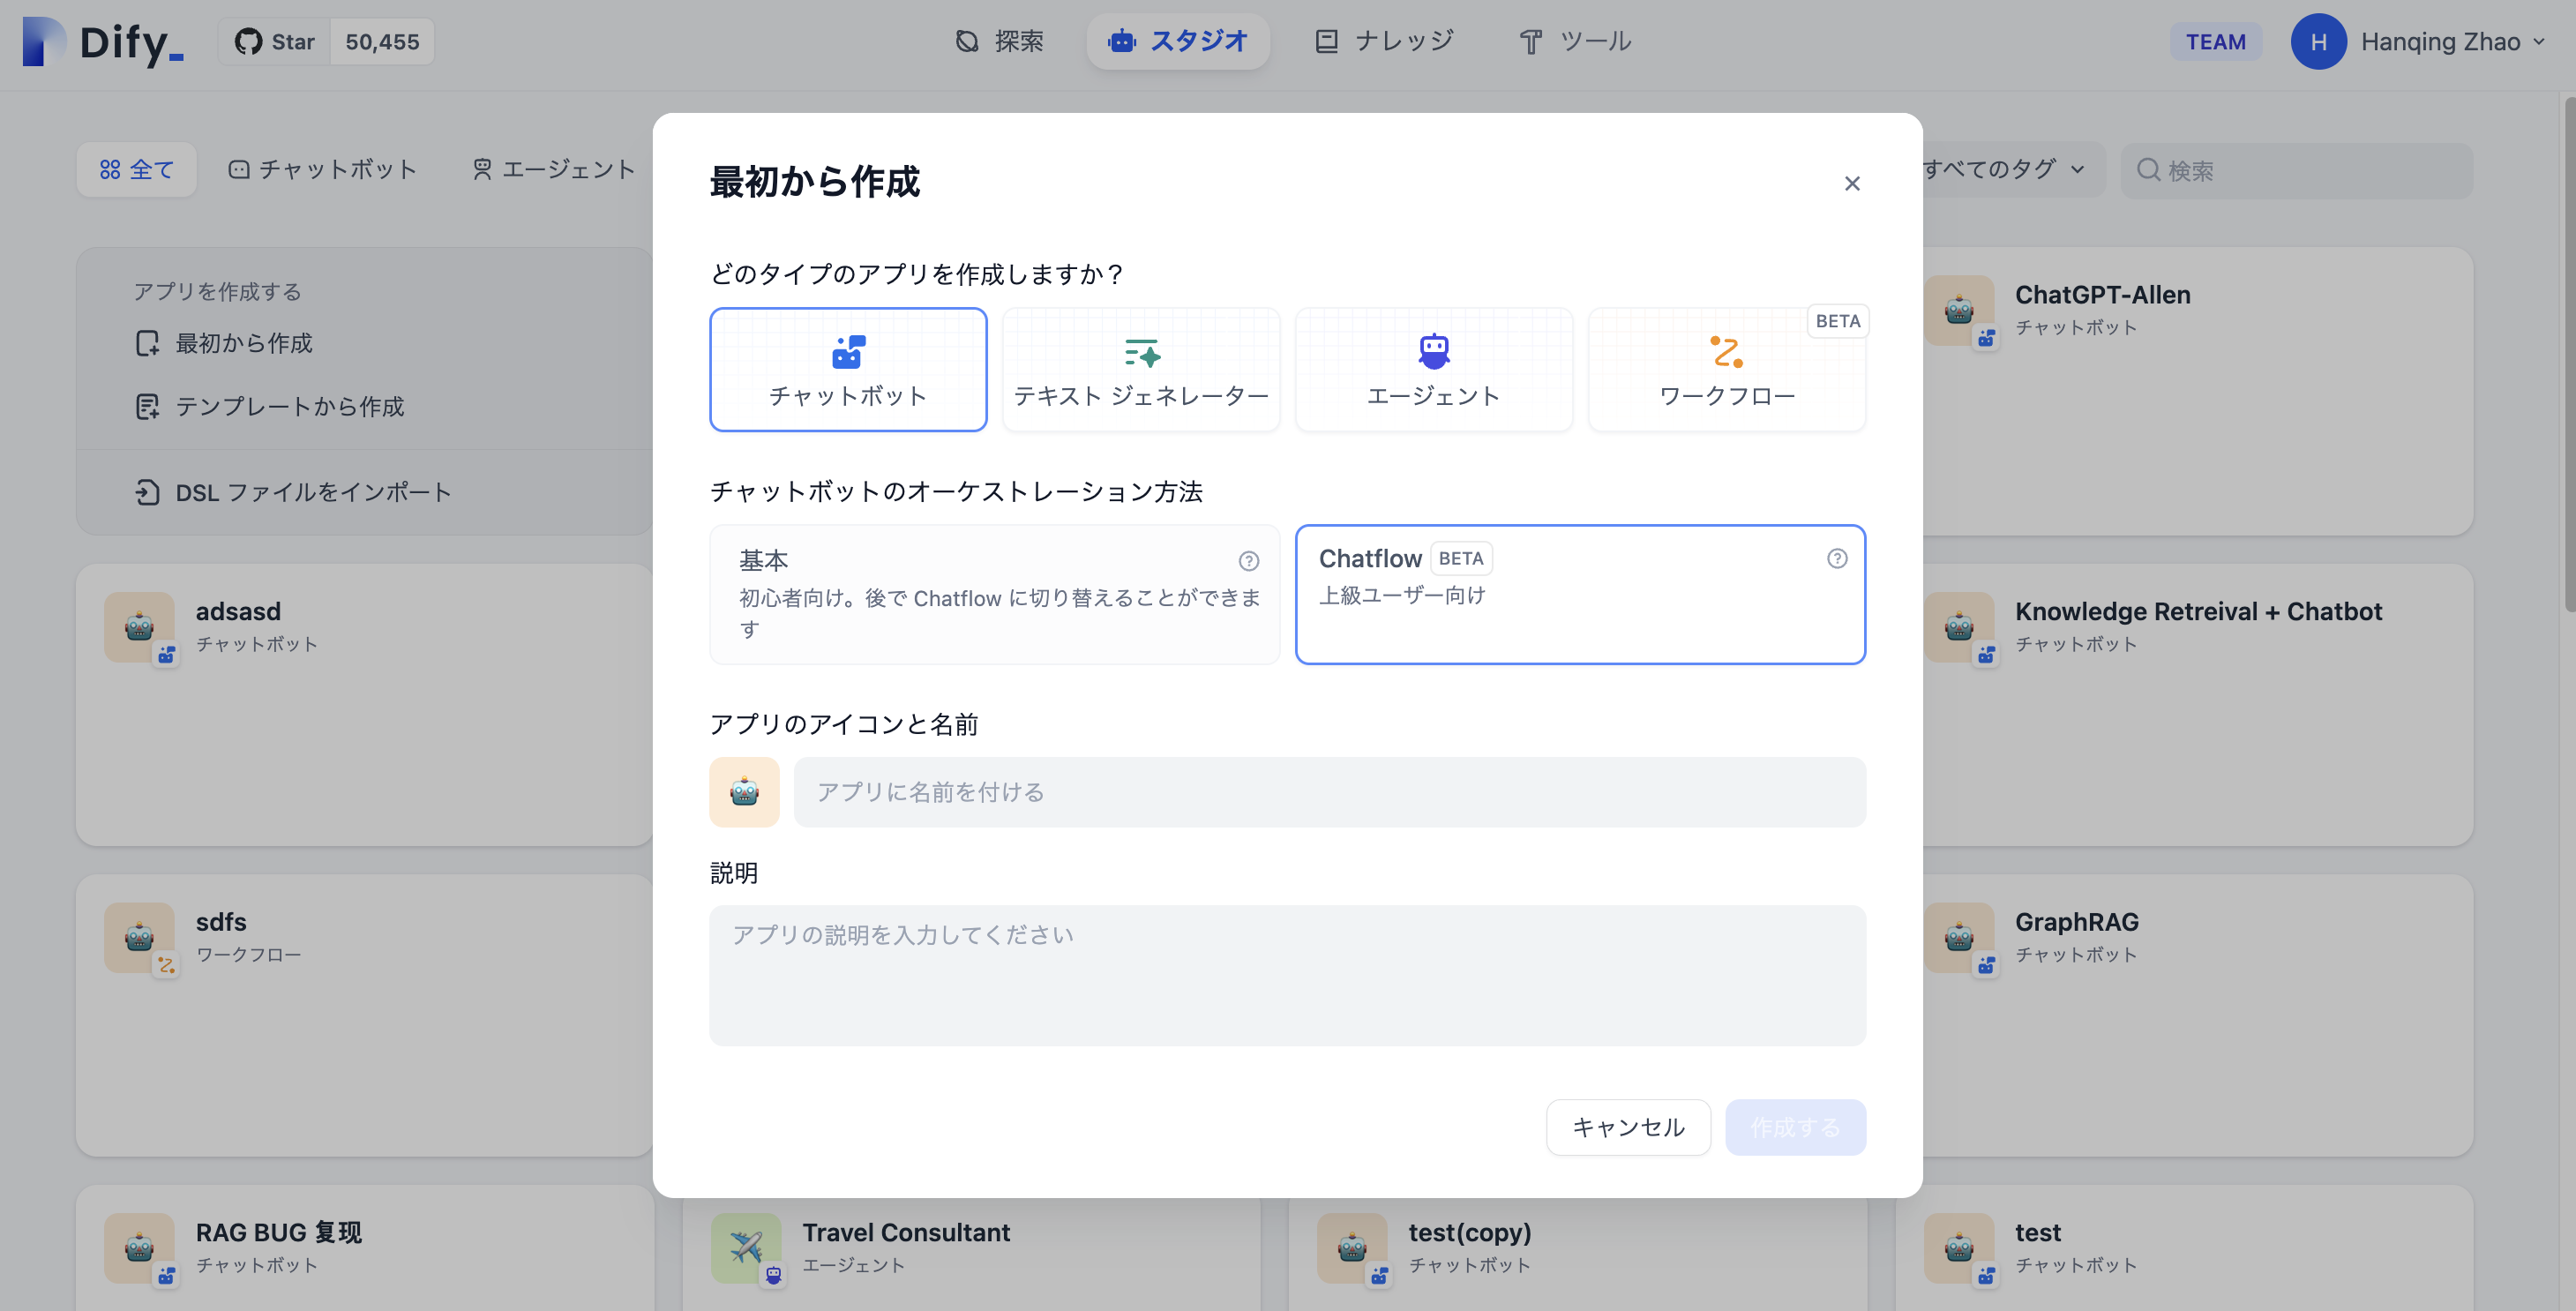 Dify_
Star 50,455
探索
スタジオ
ナレッジ
ツール
TEAM
H
Hanqing Zhao
全て
チャットボット
エージェント
すべてのタグ
検索
アプリを作成する
最初から作成
テンプレートから作成
DSL ファイルをインポート
最初から作成
どのタイプのアプリを作成しますか？
チャットボット
テキスト ジェネレーター
エージェント
BETA
ワークフロー
チャットボットのオーケストレーション方法
基本
初心者向け。後で Chatflow に切り替えることができま
す
Chatflow BETA
上級ユーザー向け
アプリのアイコンと名前
アプリに名前を付ける
説明
アプリの説明を入力してください
キャンセル
作成する
ChatGPT-Allen
チャットボット
adsasd
チャットボット
Knowledge Retreival + Chatbot
チャットボット
sdfs
ワークフロー
GraphRAG
チャットボット
RAG BUG 复现
チャットボット
Travel Consultant
エージェント
test(copy)
チャットボット
test
チャットボット